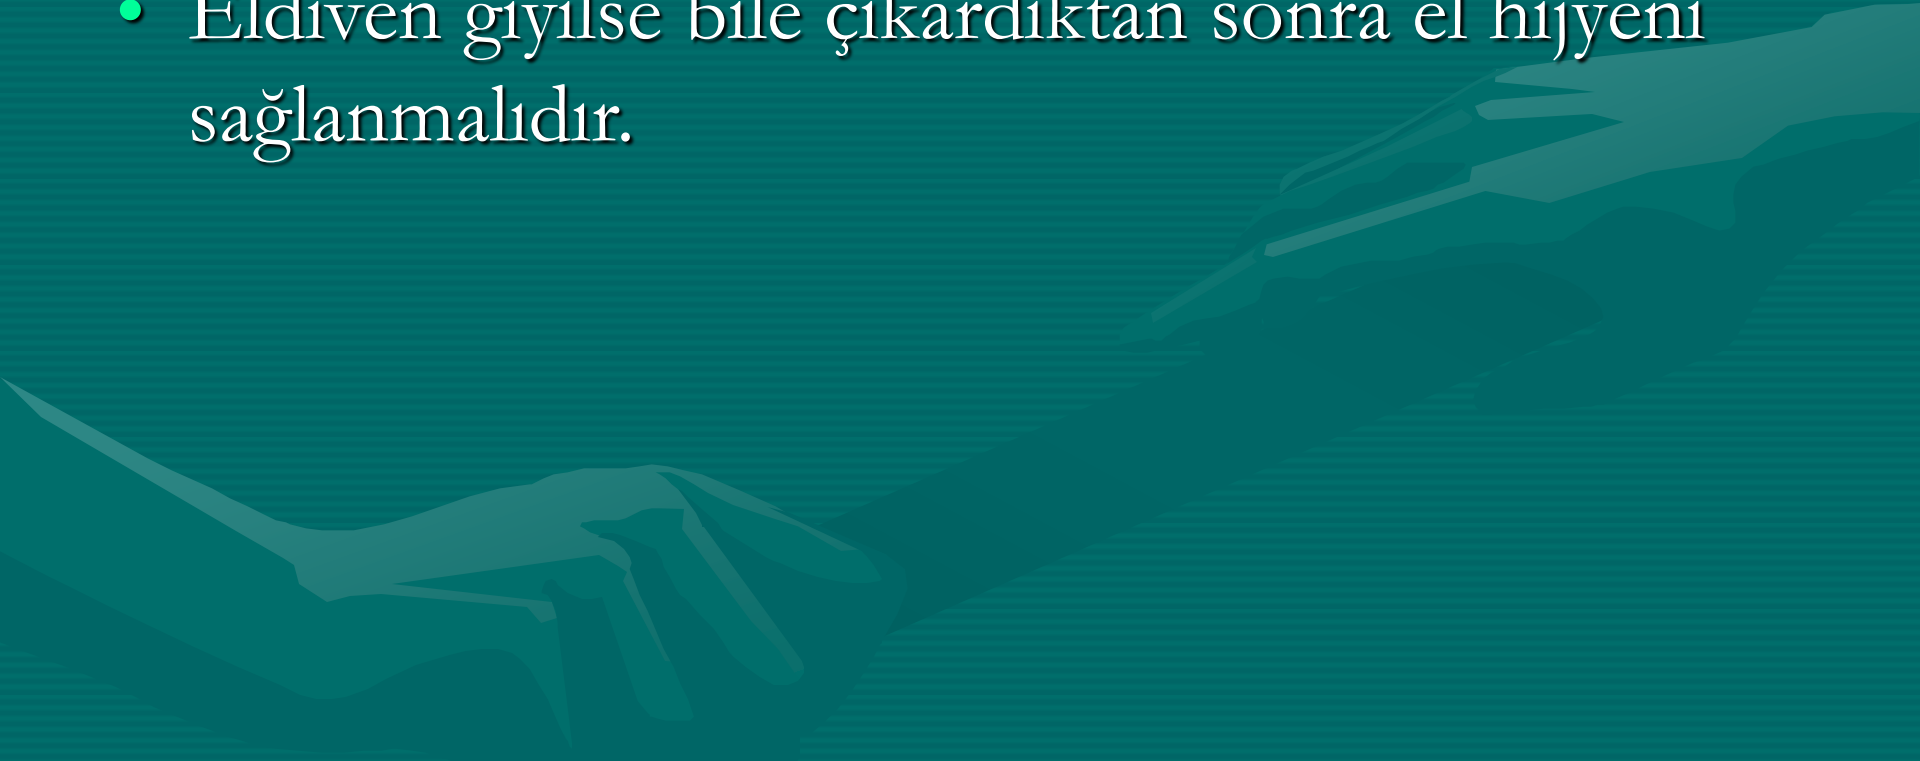 • Eldiven giyilse bile çıkardıktan sonra el hijyeni
sağlanmalıdır.